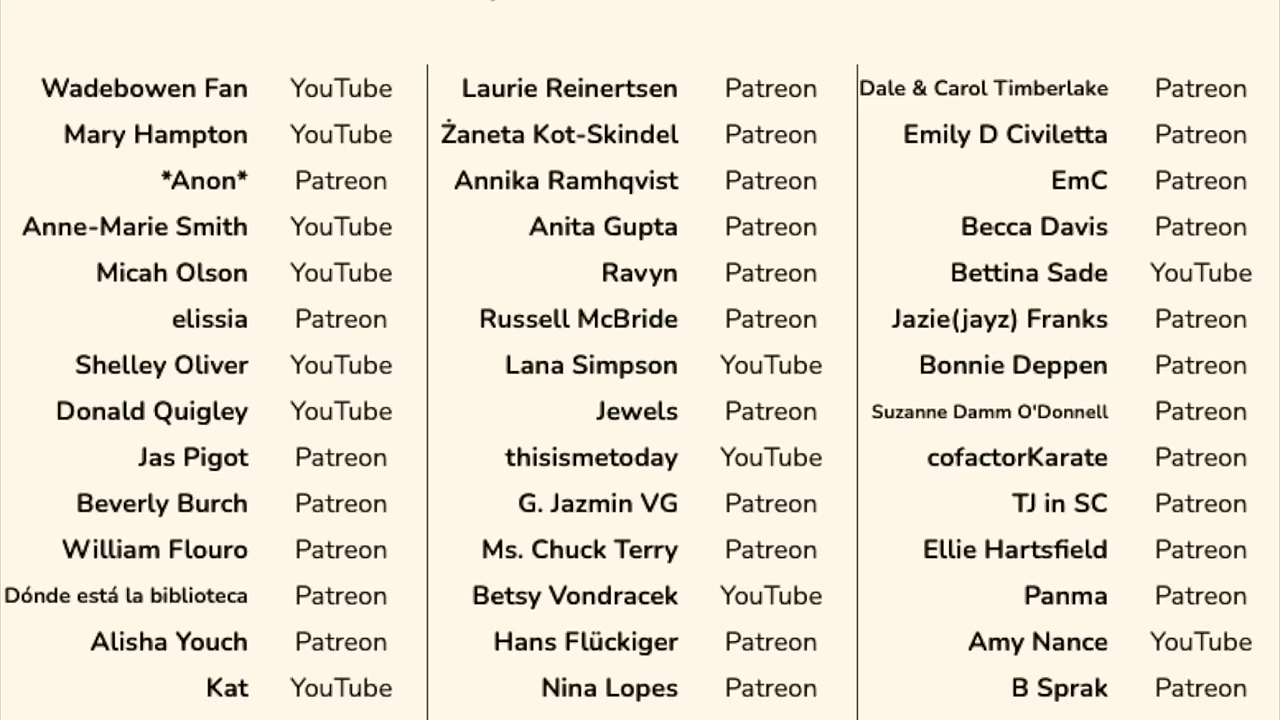 Wadebowen Fan YouTube
Mary Hampton YouTube
*Anon* Patreon
Anne-Marie Smith YouTube
Micah Olson YouTube
elissia Patreon
Shelley Oliver YouTube
Donald Quigley YouTube
Jas Pigot Patreon
Beverly Burch Patreon
William Flouro Patreon
Dónde está la biblioteca Patreon
Alisha Youch Patreon
Kat YouTube
Laurie Reinertsen Patreon
Żaneta Kot-Skindel Patreon
Annika Ramhqvist Patreon
Anita Gupta Patreon
Ravyn Patreon
Russell McBride Patreon
Lana Simpson YouTube
Jewels Patreon
thisismetoday YouTube
G. Jazmin VG Patreon
Ms. Chuck Terry Patreon
Betsy Vondracek YouTube
Hans Flückiger Patreon
Nina Lopes Patreon
Dale & Carol Timberlake Patreon
Emily D Civiletta Patreon
EmC Patreon
Becca Davis Patreon
Bettina Sade YouTube
Jazie(jayz) Franks Patreon
Bonnie Deppen Patreon
Suzanne Damm O'Donnell Patreon
cofactorKarate Patreon
TJ in SC Patreon
Ellie Hartsfield Patreon
Panma Patreon
Amy Nance YouTube
B Sprak Patreon